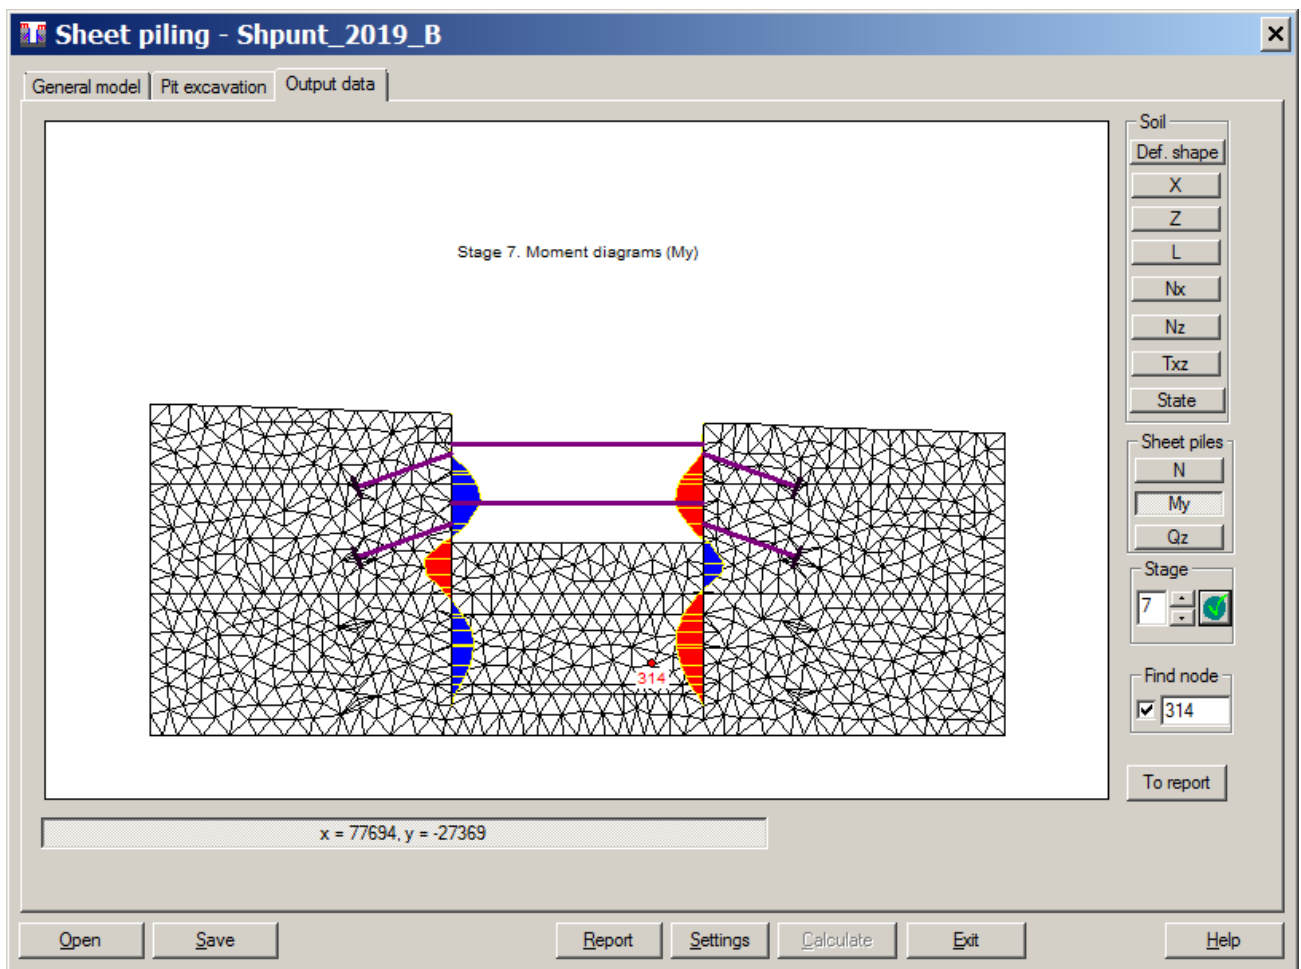 Sheet piling - Shpunt_2019_B
General model
Pit excavation
Output data
Stage 7. Moment diagrams (My)
314
Soil
Def. shape
X
Z
L
Nx
Nz
Txz
State
Sheet piles
N
My
Qz
Stage
7
Find node
314
To report
x = 77694, y = -27369
Open
Save
Report
Settings
Calculate
Exit
Help